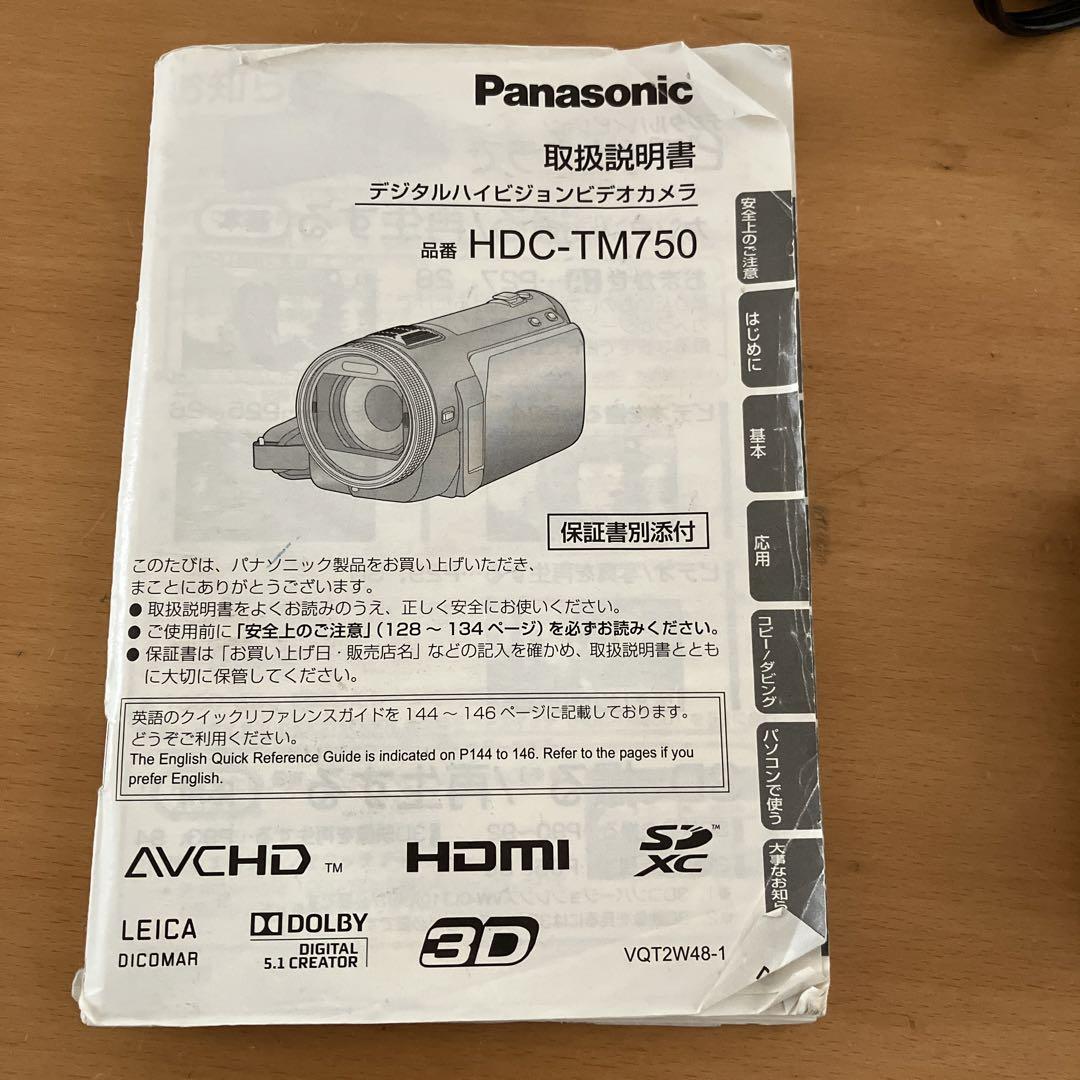 Panasonic
取扱説明書
デジタルハイビジョンビデオカメラ
品番 HDC-TM750
安全上のご注意
はじめに
基本
応用
コピー/ダビング
パソコンで使う
大事なお知ら
保証書別添付
このたびは、パナソニック製品をお買い上げいただき、
まことにありがとうございます。
● 取扱説明書をよくお読みのうえ、正しく安全にお使いください。
● ご使用前に「安全上のご注意」(128 ~ 134 ページ) を必ずお読みください。
● 保証書は「お買い上げ日・販売店名」などの記入を確かめ、取扱説明書ととも
に大切に保管してください。
英語のクイックリファレンスガイドを 144 ~ 146 ページに記載しております。
どうぞご利用ください。
The English Quick Reference Guide is indicated on P144 to 146. Refer to the pages if you
prefer English.
AVCHD TM
HDMI
SD XC TM
LEICA
DICOMAR
DOLBY
DIGITAL
5.1 CREATOR
3D
VQT2W48-1